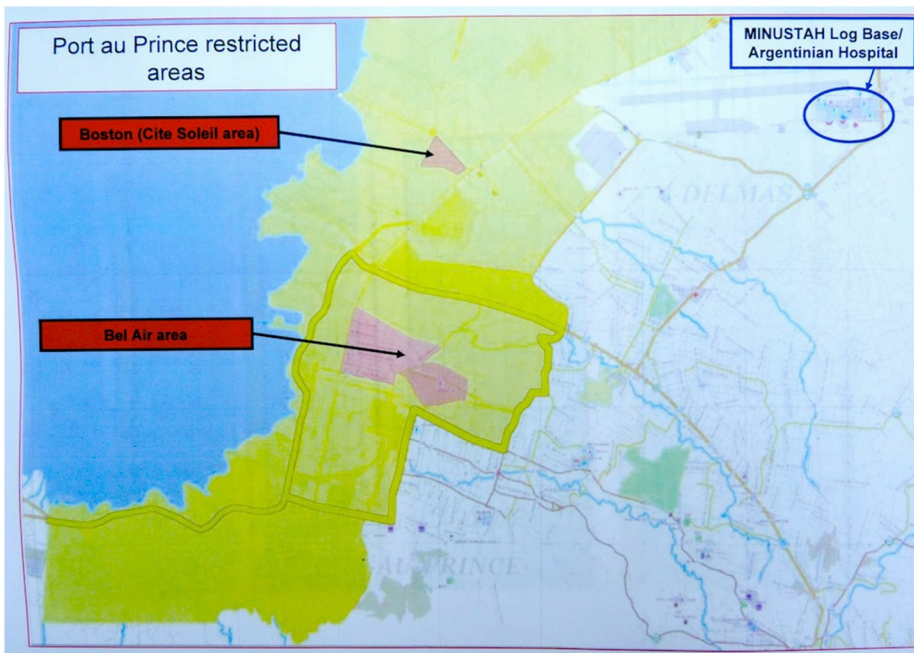 Port au Prince restricted
areas
MINUSTAH Log Base/
Argentinian Hospital
Boston (Cite Soleil area)
Bel Air area
DELMAS
AU PRINCE